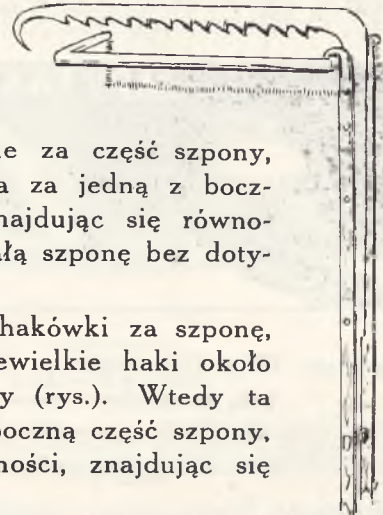 e za część szpony,
a za jedną z bocz-
najdując się równo-
ałą szponę bez doty-
hakówki za szponę,
ewielkie haki około
y (rys.). Wtedy ta
boczną część szpony,
ności, znajdując się